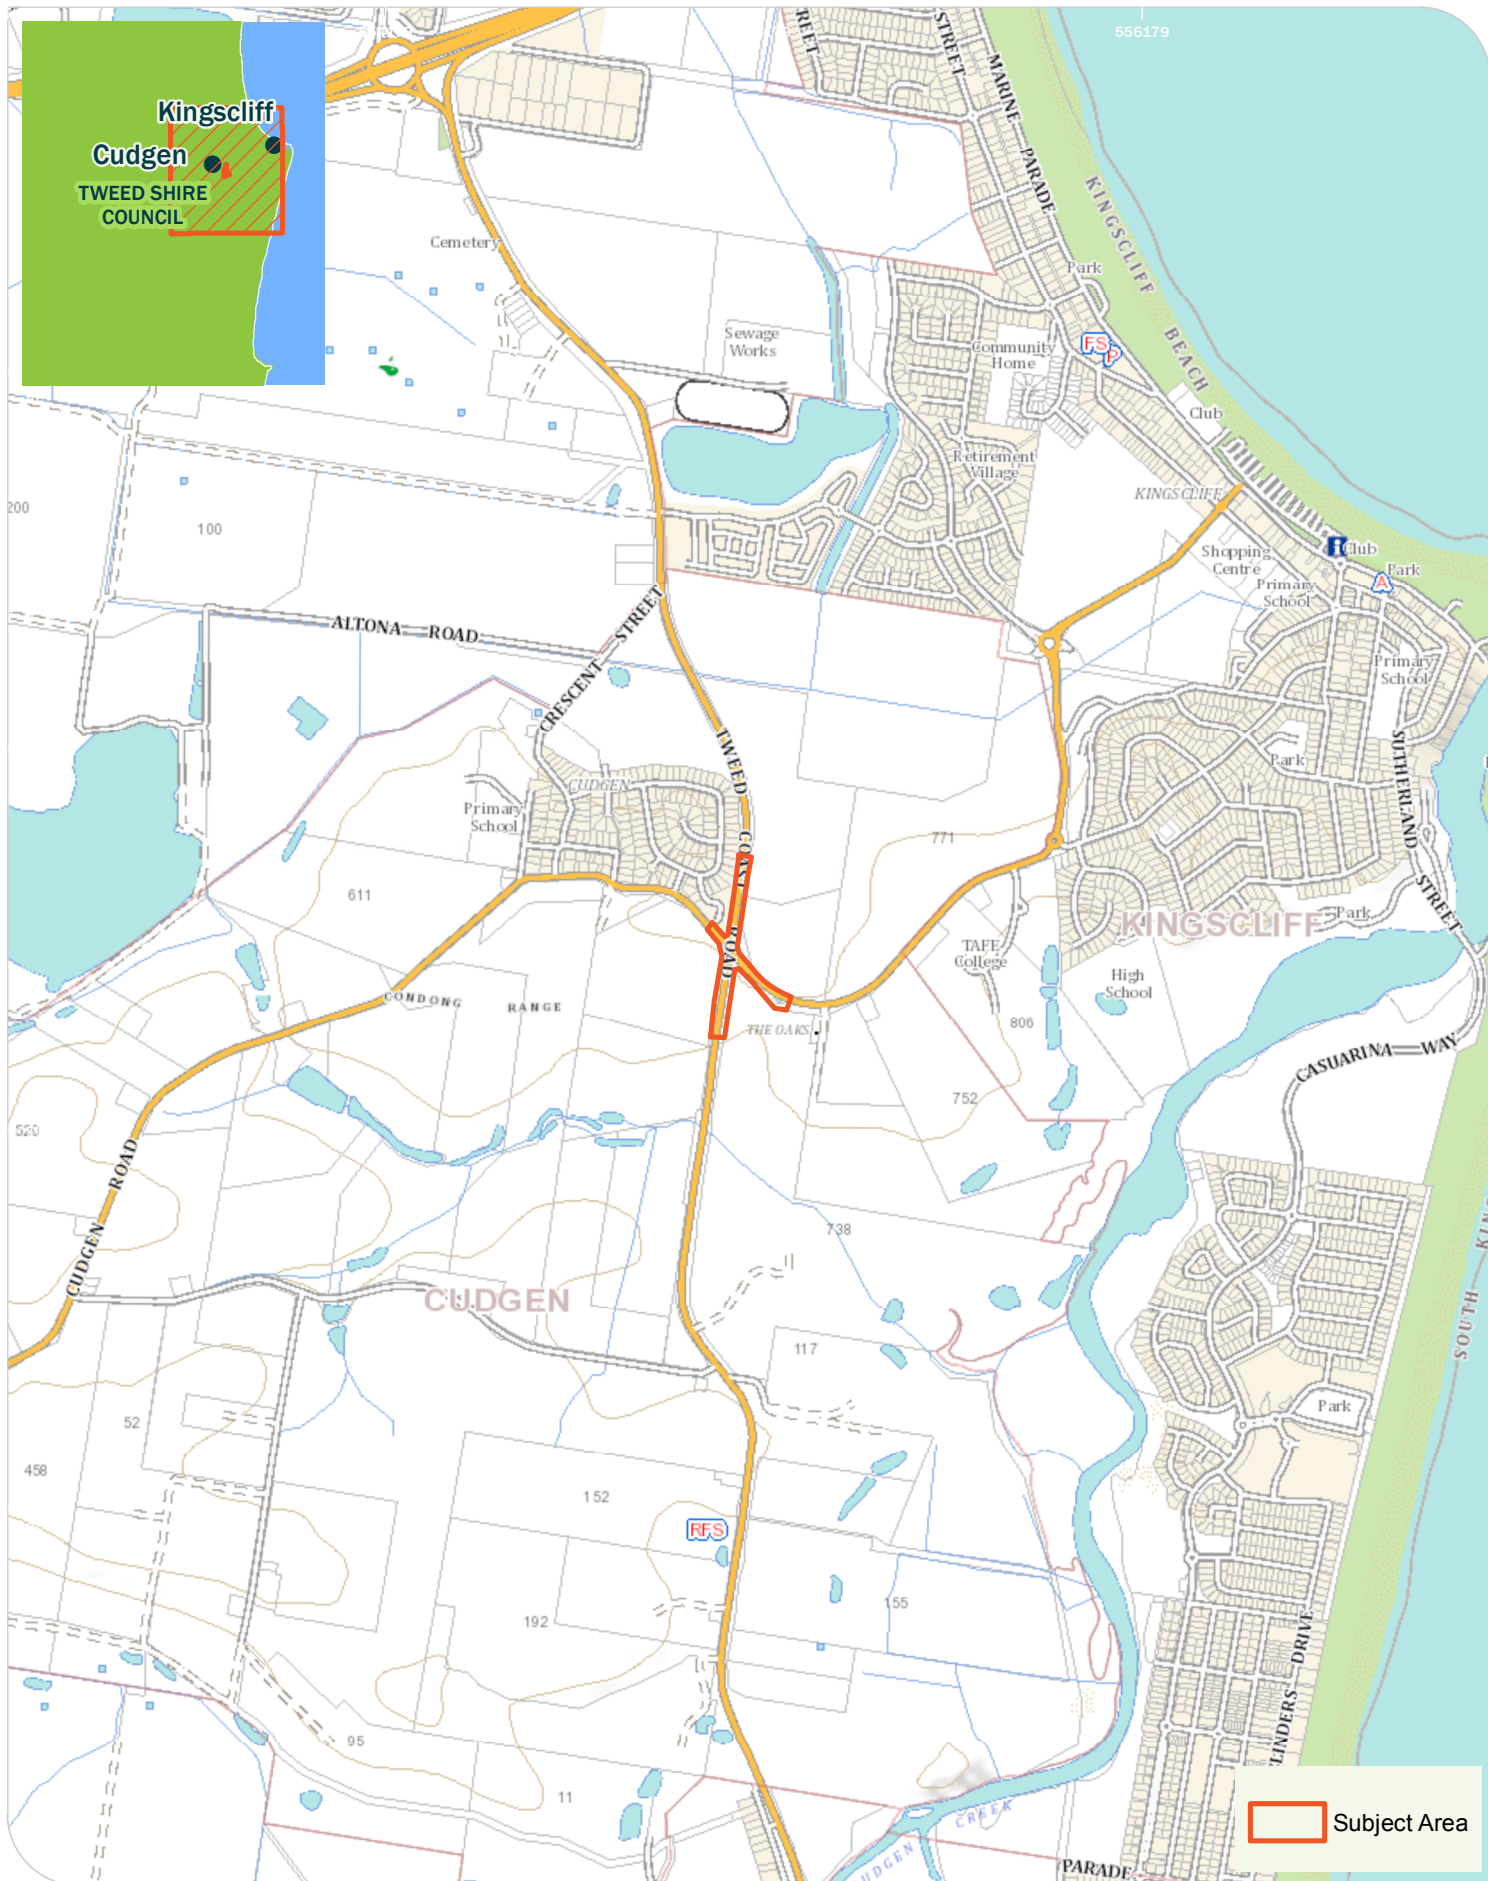 556179
Kingscliff
Cudgen
TWEED SHIRE
COUNCIL
STREET
MARINE
PARADE
KINGSCLIFF
BEACH
Cemetery
Park
Sewage
Works
FS
P
Community
Home
Club
Retirement
Village
KINGSCLIFF
200
100
Shopping
Centre
Club
Park
A
Primary
School
ALTONA ROAD
CRESCENT STREET
Primary
School
TWEED
COAST
ROAD
SUTHERLAND
STREET
Park
CUDGEN
Primary
School
771
611
KINGSCLIFF
Park
TAFE
College
High
School
CONDONG RANGE
THE OAKS
806
CASUARINA WAY
752
520
CUDGEN ROAD
738
CUDGEN
SOUTH
117
Park
52
458
152
RFS
155
192
DRIVE
95
11
CREEK
PARADE
Subject Area